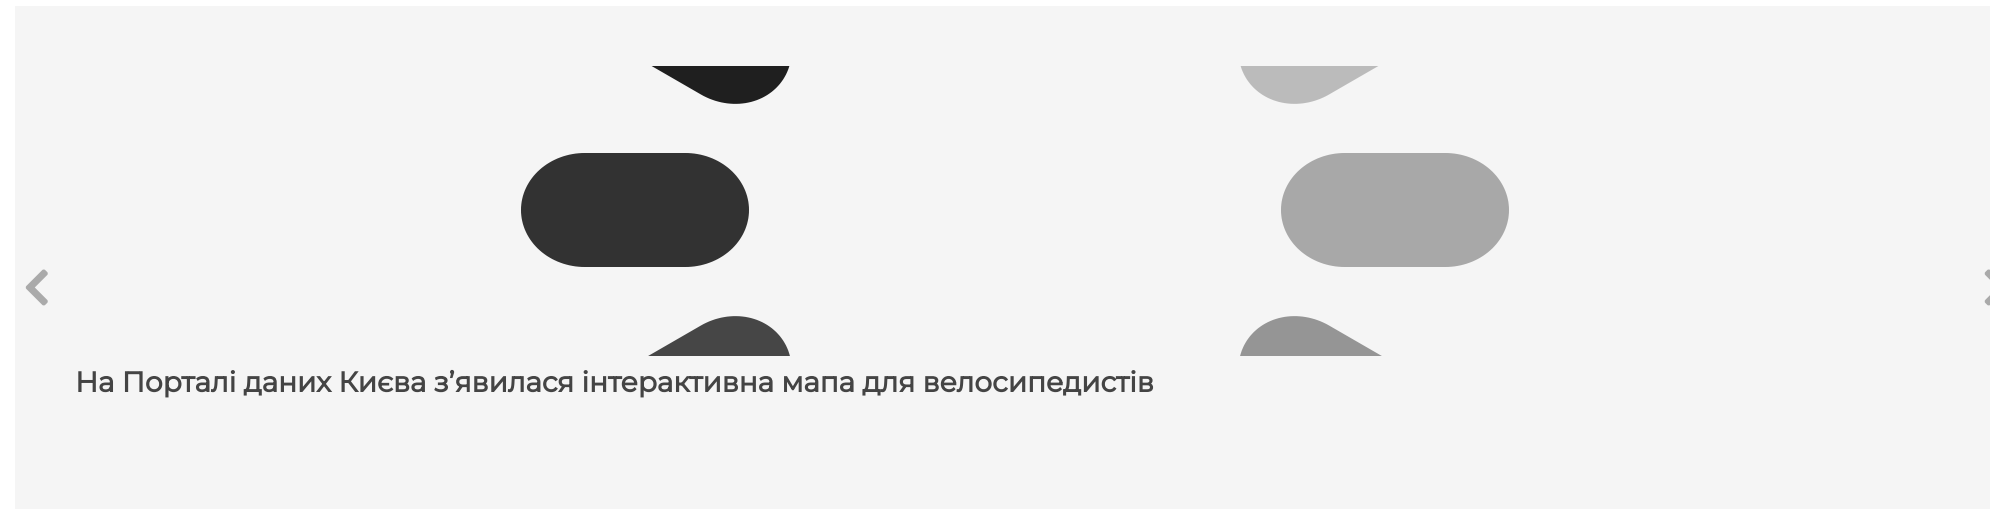 На Порталі даних Києва з’явилася інтерактивна мапа для велосипедистів